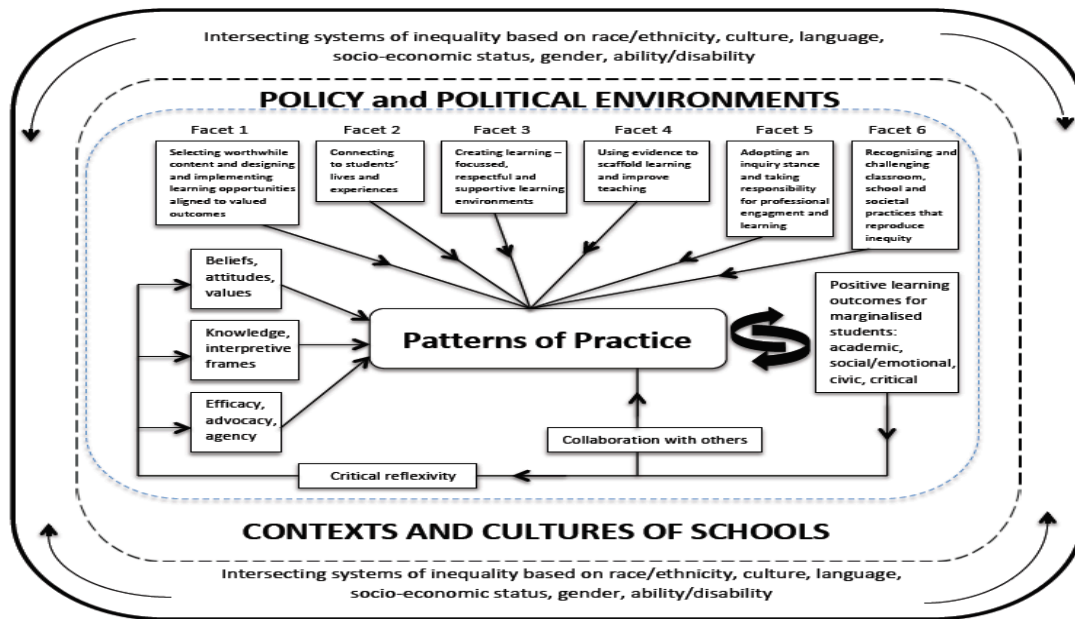 Intersecting systems of inequality based on race/ethnicity, culture, language,
socio-economic status, gender, ability/disability
POLICY and POLITICAL ENVIRONMENTS
Facet 1
Selecting worthwhile
content and designing
and implementing
learning opportunities
aligned to valued
outcomes
Facet 2
Connecting
to students'
lives and
experiences
Facet 3
Creating learning –
focussed,
respectful and
supportive learning
environments
Facet 4
Using evidence to
scaffold learning
and improve
teaching
Facet 5
Adopting an
inquiry stance
and taking
responsibility
for professional
engagment and
learning
Facet 6
Recognising and
challenging
classroom,
school and
societal
practices that
reproduce
inequity
Beliefs,
attitudes,
values
Knowledge,
interpretive
frames
Efficacy,
advocacy,
agency
Patterns of Practice
Positive learning
outcomes for
marginalised
students:
academic,
social/emotional,
civic, critical
Collaboration with others
Critical reflexivity
CONTEXTS AND CULTURES OF SCHOOLS
Intersecting systems of inequality based on race/ethnicity, culture, language,
socio-economic status, gender, ability/disability